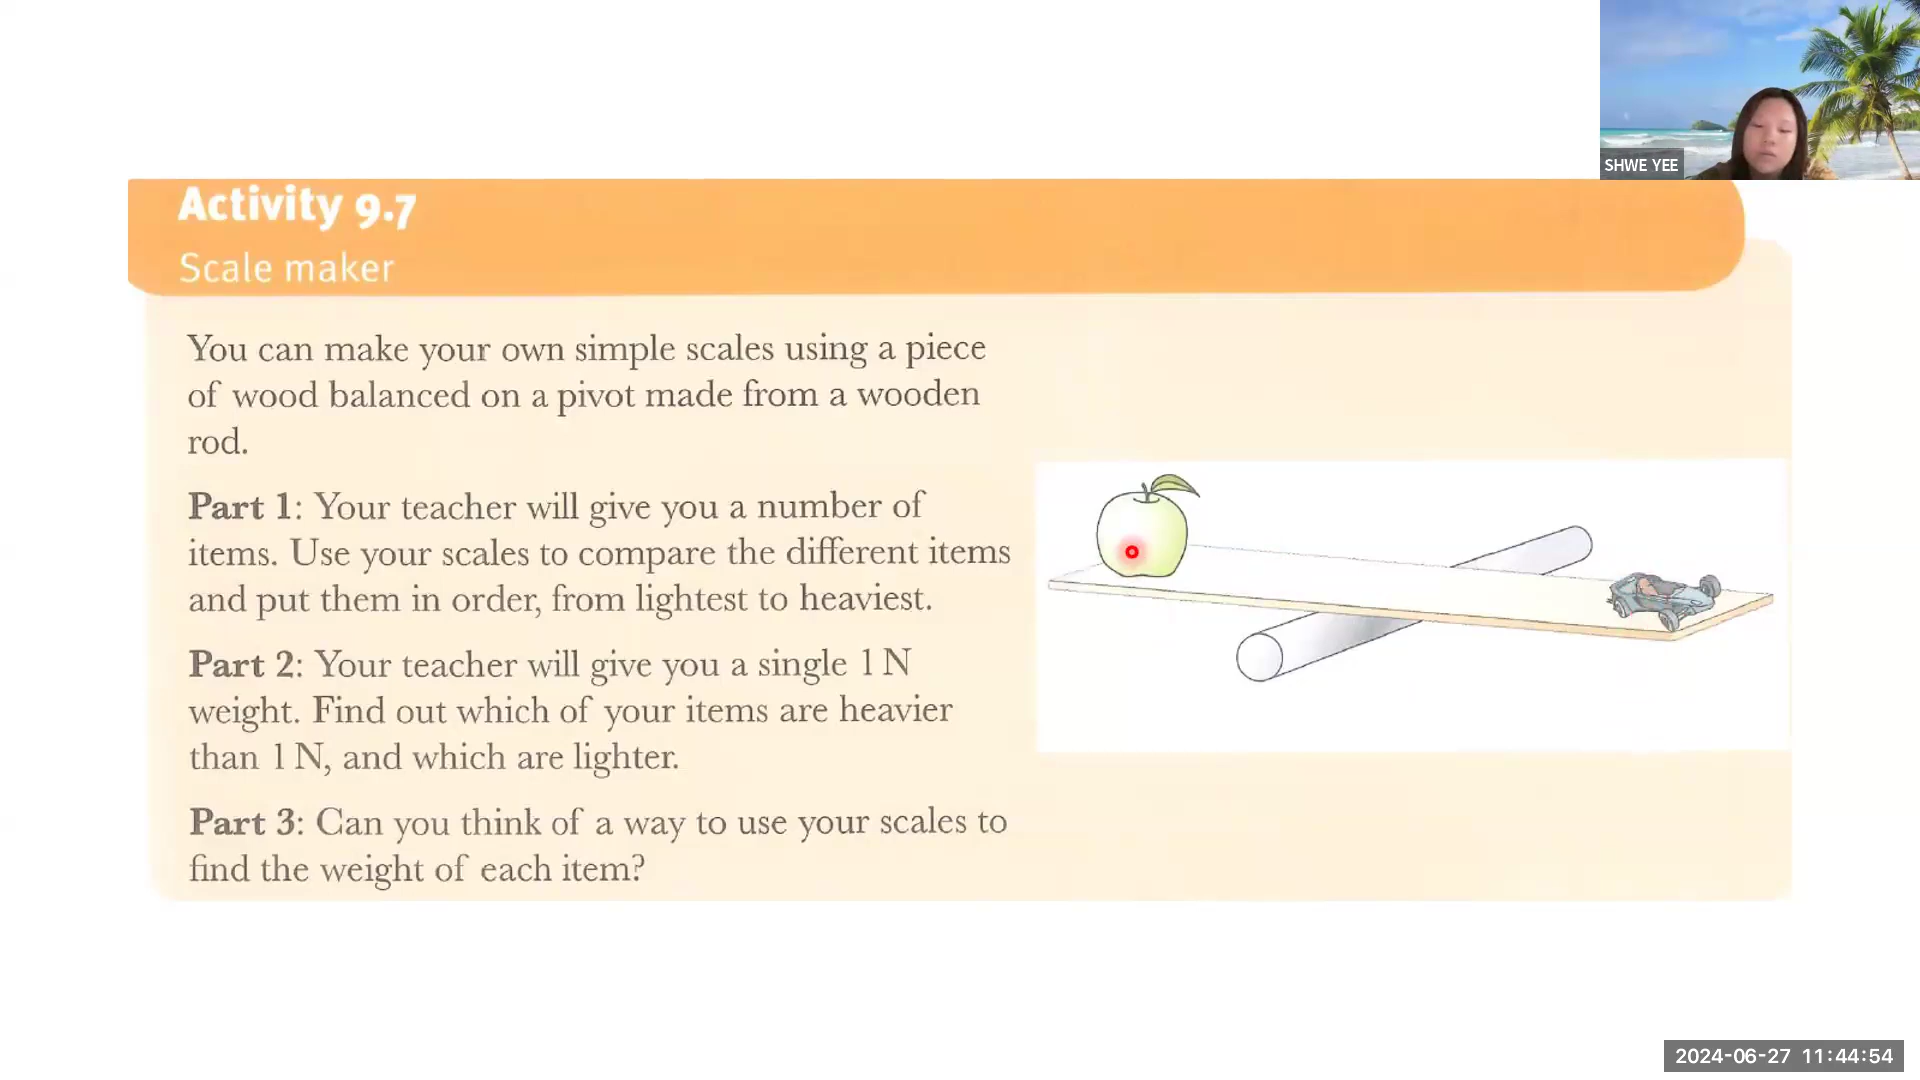 SHWE YEE
Activity 9.7
Scale maker
You can make your own simple scales using a piece
of wood balanced on a pivot made from a wooden
rod.
Part 1: Your teacher will give you a number of
items. Use your scales to compare the different items
and put them in order, from lightest to heaviest.
Part 2: Your teacher will give you a single 1 N
weight. Find out which of your items are heavier
than 1 N, and which are lighter.
Part 3: Can you think of a way to use your scales to
find the weight of each item?
2024-06-27 11:44:54